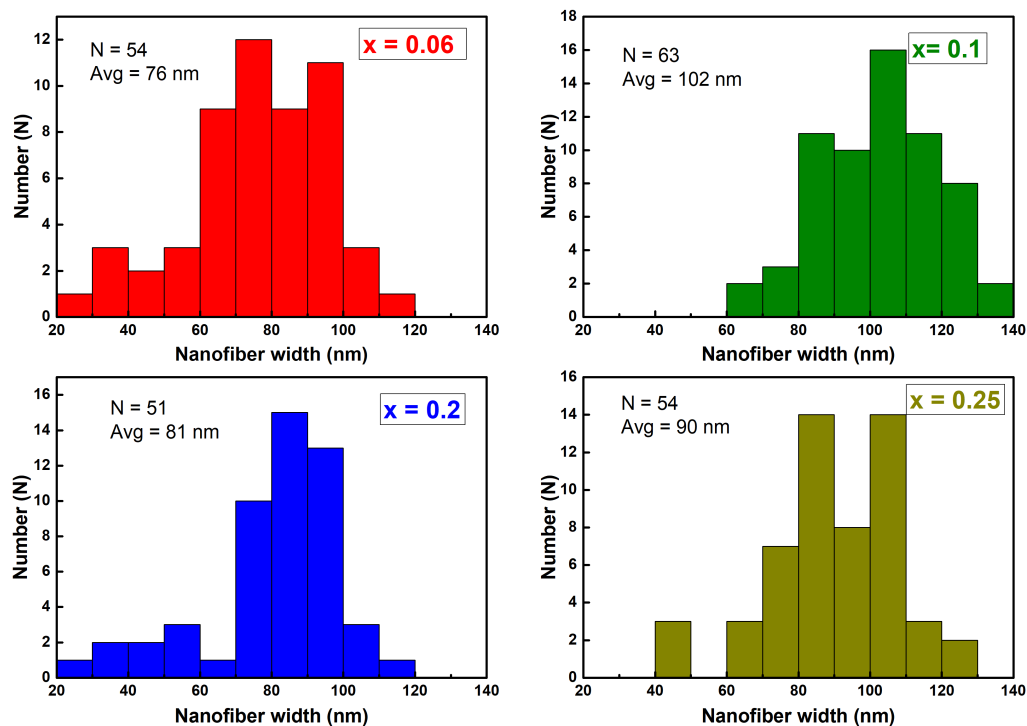 x = 0.06
N = 54
Avg = 76 nm
Number (N)
12
10
8
6
4
2
0
20 40 60 80 100 120 140
Nanofiber width (nm)
x= 0.1
N = 63
Avg = 102 nm
Number (N)
18
16
14
12
10
8
6
4
2
0
20 40 60 80 100 120 140
Nanofiber width (nm)
x = 0.2
N = 51
Avg = 81 nm
Number (N)
16
14
12
10
8
6
4
2
0
20 40 60 80 100 120 140
Nanofiber width (nm)
x = 0.25
N = 54
Avg = 90 nm
Number (N)
16
14
12
10
8
6
4
2
0
20 40 60 80 100 120 140
Nanofiber width (nm)